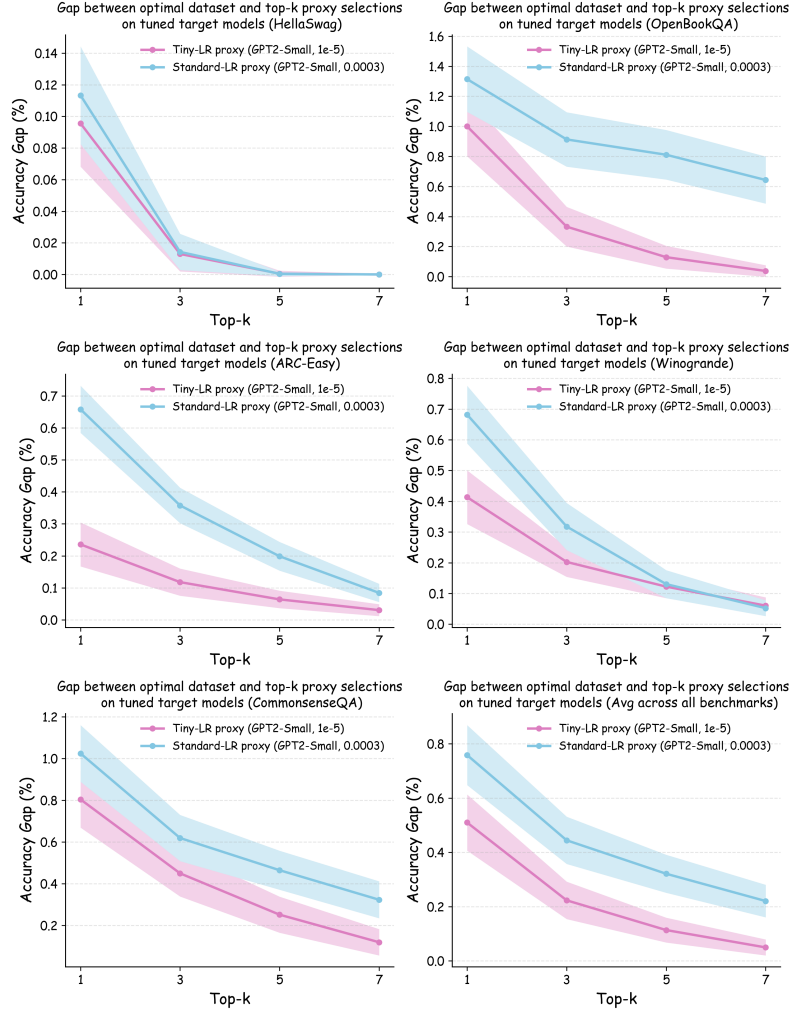 Gap between optimal dataset and top-k proxy selections
on tuned target models (HellaSwag)
Tiny-LR proxy (GPT2-Small, 1e-5)
Standard-LR proxy (GPT2-Small, 0.0003)
Accuracy Gap (%)
0.14
0.12
0.10
0.08
0.06
0.04
0.02
0.00
1 3 5 7
Top-k
Gap between optimal dataset and top-k proxy selections
on tuned target models (OpenBookQA)
Tiny-LR proxy (GPT2-Small, 1e-5)
Standard-LR proxy (GPT2-Small, 0.0003)
Accuracy Gap (%)
1.6
1.4
1.2
1.0
0.8
0.6
0.4
0.2
0.0
1 3 5 7
Top-k
Gap between optimal dataset and top-k proxy selections
on tuned target models (ARC-Easy)
Tiny-LR proxy (GPT2-Small, 1e-5)
Standard-LR proxy (GPT2-Small, 0.0003)
Accuracy Gap (%)
0.7
0.6
0.5
0.4
0.3
0.2
0.1
0.0
1 3 5 7
Top-k
Gap between optimal dataset and top-k proxy selections
on tuned target models (Winogrande)
Tiny-LR proxy (GPT2-Small, 1e-5)
Standard-LR proxy (GPT2-Small, 0.0003)
Accuracy Gap (%)
0.8
0.7
0.6
0.5
0.4
0.3
0.2
0.1
0.0
1 3 5 7
Top-k
Gap between optimal dataset and top-k proxy selections
on tuned target models (CommonsenseQA)
Tiny-LR proxy (GPT2-Small, 1e-5)
Standard-LR proxy (GPT2-Small, 0.0003)
Accuracy Gap (%)
1.2
1.0
0.8
0.6
0.4
0.2
1 3 5 7
Top-k
Gap between optimal dataset and top-k proxy selections
on tuned target models (Avg across all benchmarks)
Tiny-LR proxy (GPT2-Small, 1e-5)
Standard-LR proxy (GPT2-Small, 0.0003)
Accuracy Gap (%)
0.8
0.6
0.4
0.2
0.0
1 3 5 7
Top-k